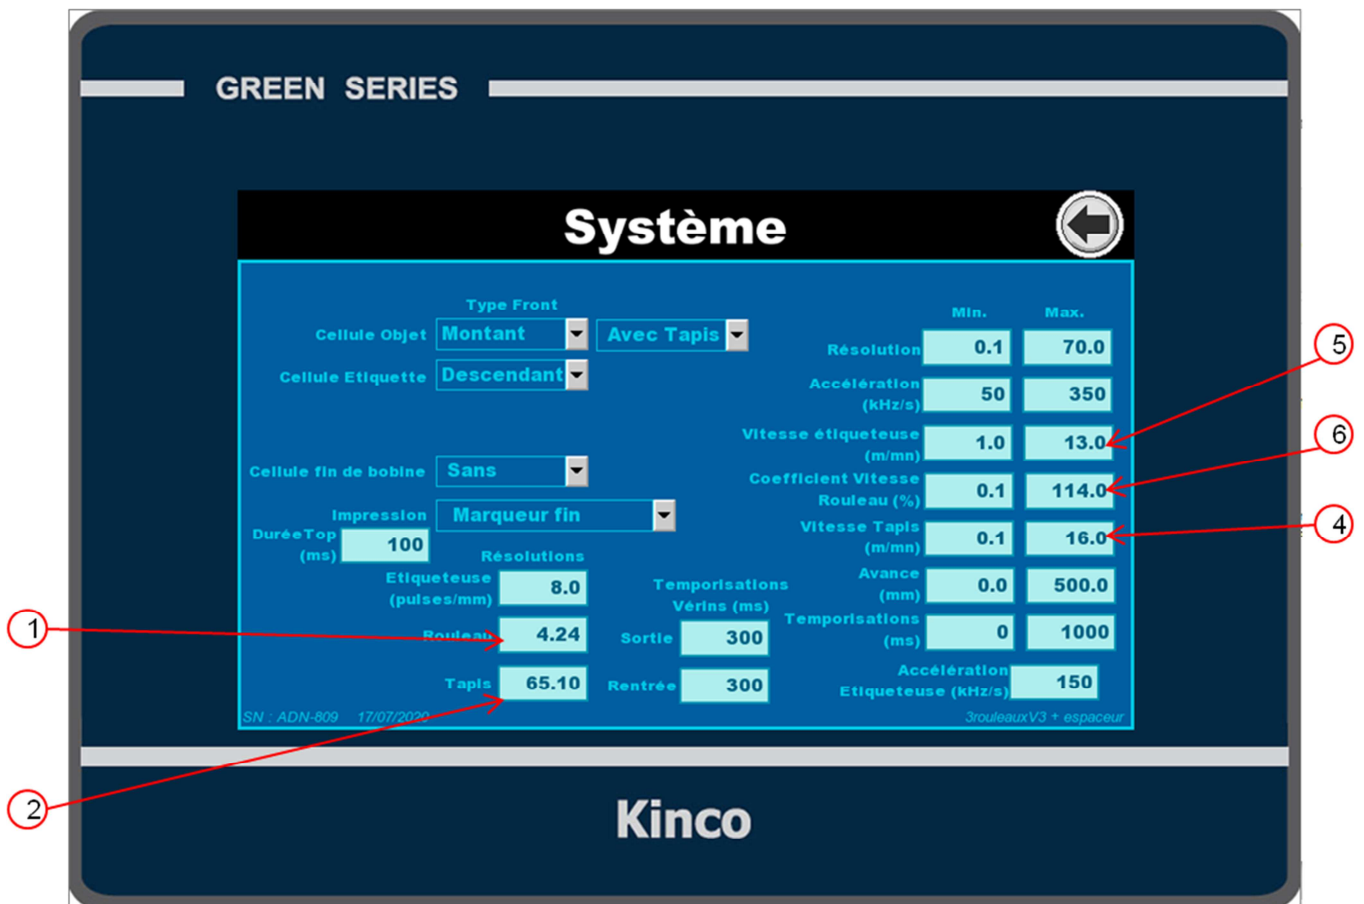 GREEN SERIES
Système
Type Front
Cellule Objet Montant Avec Tapis
Cellule Etiquette Descendant
Cellule fin de bobine Sans
Impression Marqueur fin
DuréeTop
(ms) 100
Résolutions
Etiqueteuse
(pulses/mm) 8.0
Rouleau 4.24
Tapis 65.10
Temporisations
Vérins (ms)
Sortie 300
Rentrée 300
Min. Max.
Résolution 0.1 70.0
Accélération
(kHz/s) 50 350
Vitesse étiqueteuse
(m/mn) 1.0 13.0
Coefficient Vitesse
Rouleau (%) 0.1 114.0
Vitesse Tapis
(m/mn) 0.1 16.0
Avance
(mm) 0.0 500.0
Temporisations
(ms) 0 1000
Accélération
Etiqueteuse (kHz/s) 150
SN : ADN-809 17/07/2020
3rouleauxV3 + espaceur
Kinco
1
2
5
6
4